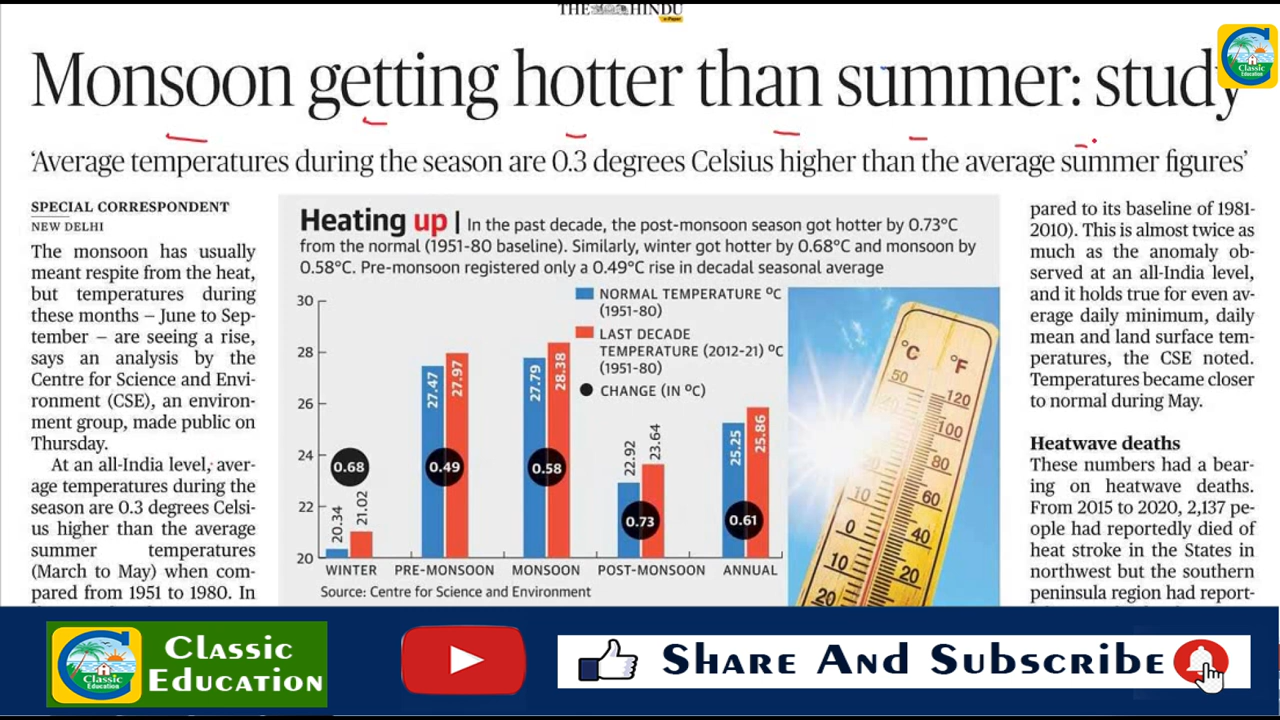 THE HINDU
e-Paper
Monsoon getting hotter than summer: study
Classic
Education
‘Average temperatures during the season are 0.3 degrees Celsius higher than the average summer figures’
SPECIAL CORRESPONDENT
NEW DELHI
The monsoon has usually
meant respite from the heat,
but temperatures during
these months – June to Sep-
tember – are seeing a rise,
says an analysis by the
Centre for Science and Envi-
ronment (CSE), an environ-
ment group, made public on
Thursday.
At an all-India level, aver-
age temperatures during the
season are 0.3 degrees Celsi-
us higher than the average
summer temperatures
(March to May) when com-
pared from 1951 to 1980. In
Heating up | In the past decade, the post-monsoon season got hotter by 0.73°C
from the normal (1951-80 baseline). Similarly, winter got hotter by 0.68°C and monsoon by
0.58°C. Pre-monsoon registered only a 0.49°C rise in decadal seasonal average
NORMAL TEMPERATURE °C
(1951-80)
LAST DECADE
TEMPERATURE (2012-21) °C
(1951-80)
CHANGE (IN °C)
30
28
26
24
22
20
20.34
21.02
0.68
27.47
27.97
0.49
27.79
28.38
0.58
22.92
23.64
0.73
25.25
25.86
0.61
WINTER PRE-MONSOON MONSOON POST-MONSOON ANNUAL
Source: Centre for Science and Environment
°C °F
50
120
100
80
10
60
0
40
10
20
20
pared to its baseline of 1981-
2010). This is almost twice as
much as the anomaly ob-
served at an all-India level,
and it holds true for even av-
erage daily minimum, daily
mean and land surface tem-
peratures, the CSE noted.
Temperatures became closer
to normal during May.
Heatwave deaths
These numbers had a bear-
ing on heatwave deaths.
From 2015 to 2020, 2,137 pe-
ople had reportedly died of
heat stroke in the States in
northwest but the southern
peninsula region had report-
Classic
Education
Classic
Education
Share And Subscribe